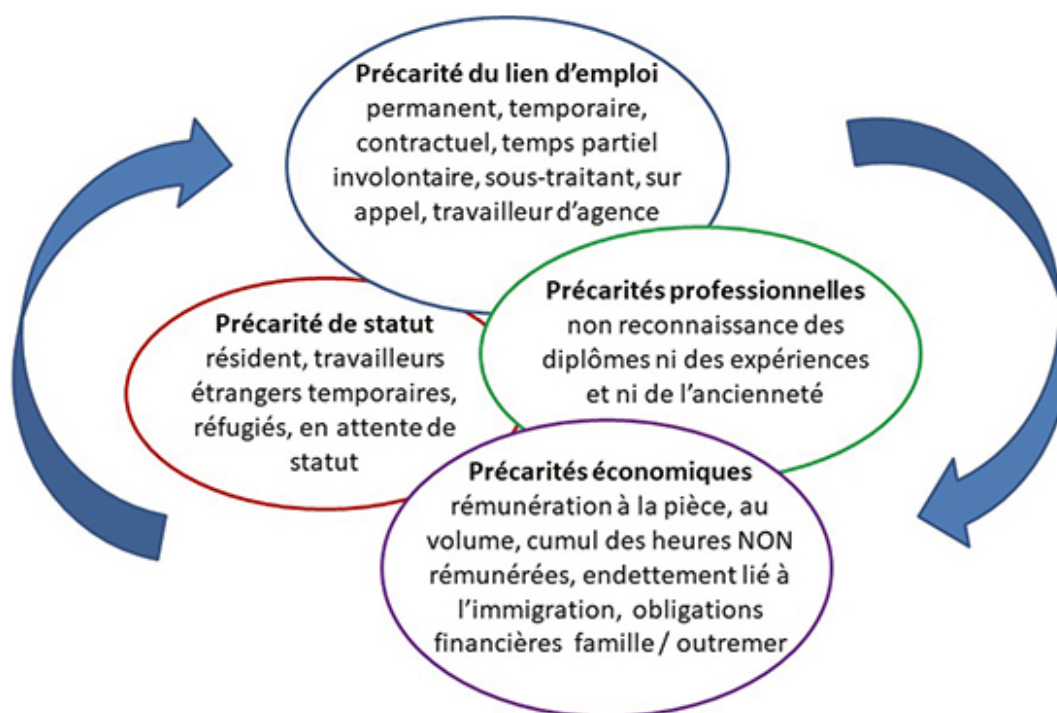 Précarité du lien d’emploi
permanent, temporaire,
contractuel, temps partiel
involontaire, sous-traitant, sur
appel, travailleur d’agence
Précarités professionnelles
non reconnaissance des
diplômes ni des expériences
et ni de l’ancienneté
Précarité de statut
résident, travailleurs
étrangers temporaires,
réfugiés, en attente de
statut
Précarités économiques
rémunération à la pièce, au
volume, cumul des heures NON
rémunérées, endettement lié à
l’immigration, obligations
financières famille / outremer